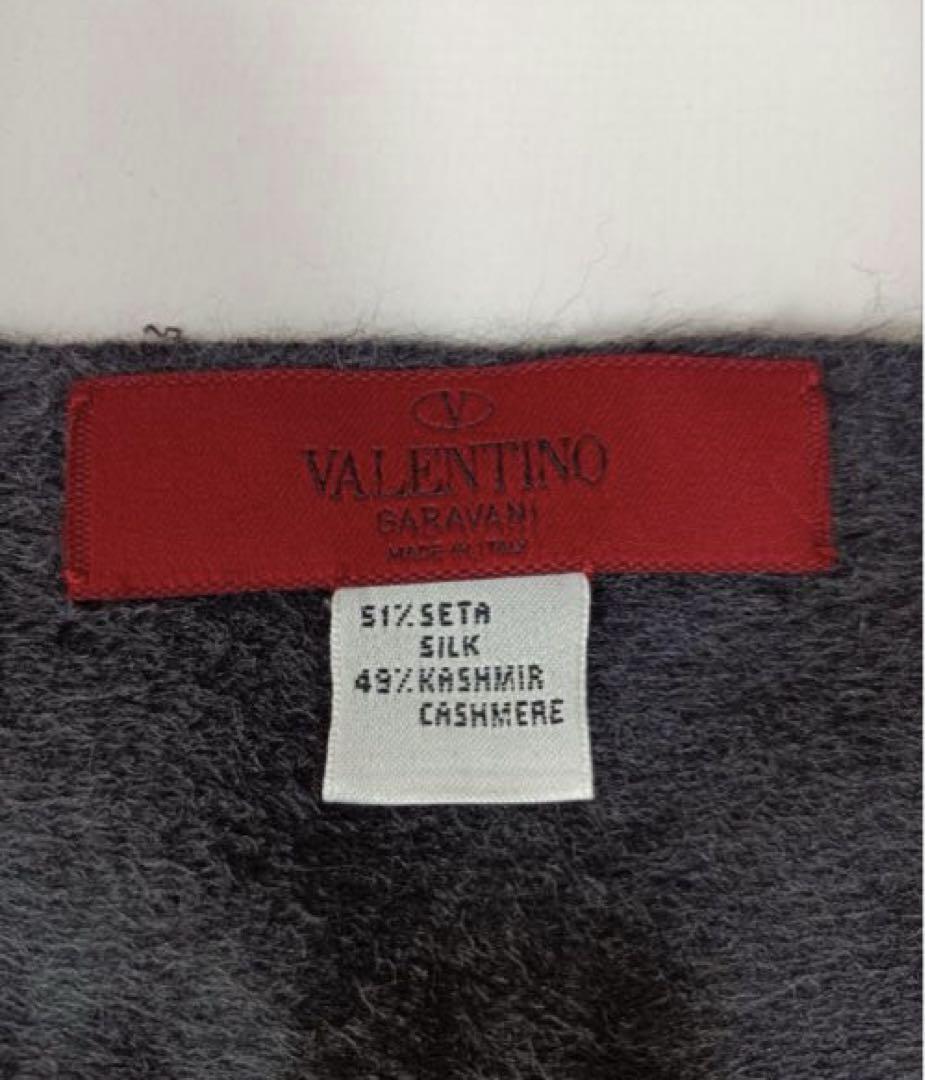 V
VALENTINO
GARAVANI
MADE IN ITALY
51% SETA
SILK
49% KASHMIR
CASHMERE